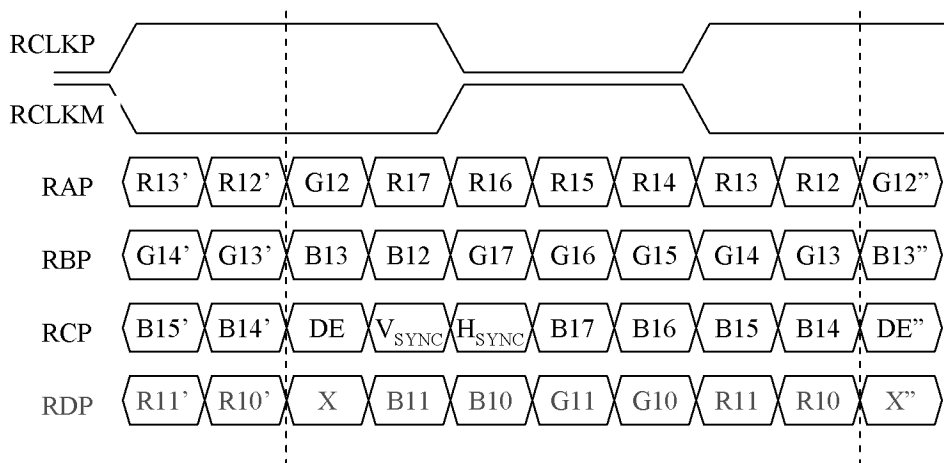 RCLKP
RCLKM
RAP R13’ R12’ G12 R17 R16 R15 R14 R13 R12 G12”
RBP G14’ G13’ B13 B12 G17 G16 G15 G14 G13 B13”
RCP B15’ B14’ DE VSYNC HSYNC B17 B16 B15 B14 DE”
RDP R11’ R10’ X B11 B10 G11 G10 R11 R10 X”